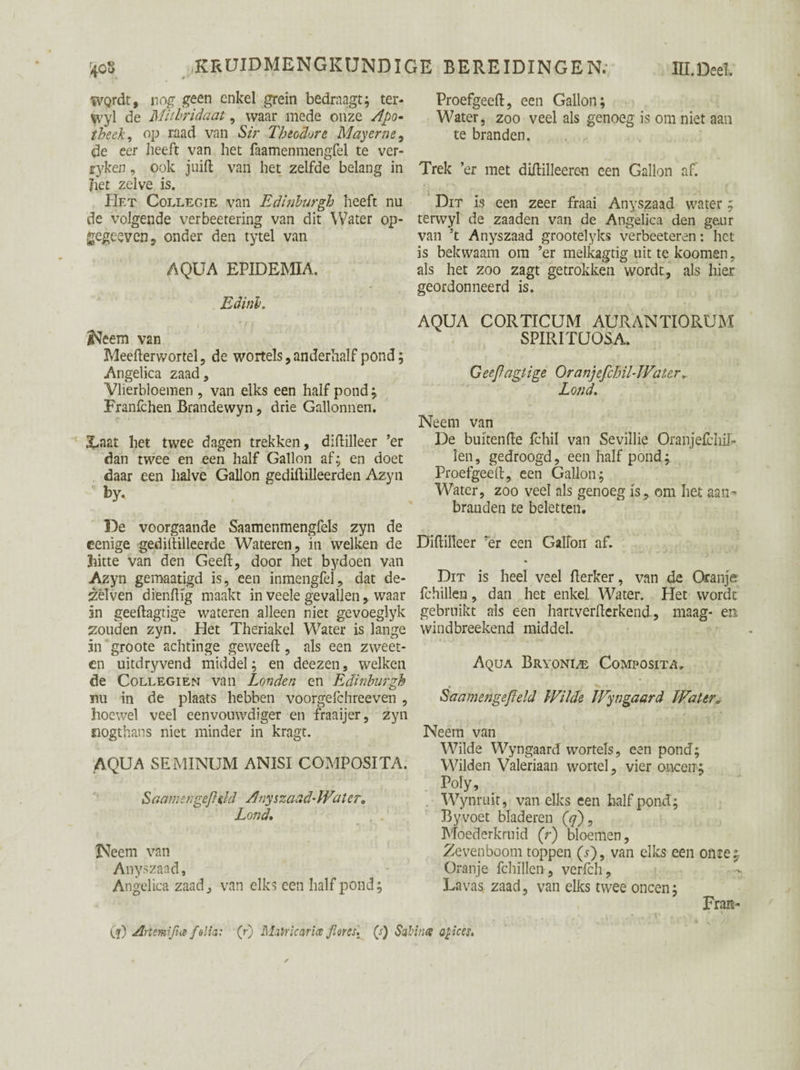 408 KRUIDMENGKUNDIGE BEREIDINGEN. III. Deel.
wordt, nog geen enkel grein bedraagt; ter-
wyl de Mithridaat, waar mede onze Apo-
theek, op raad van Sir Theodore Mayerne,
de eer heeft van het ſaamenmengſel te ver-
ryken, ook juiſt van het zelfde belang in
het zelve is.
HET COLLEGIE van Edinburgh heeft nu
de volgende verbeetering van dit Water op-
gegeeven, onder den tytel van
AQUA EPIDEMIA.
Edinb.
Neem van
Meeſterwortel, de wortels, anderhalf pond;
Angelica zaad,
Vlierbloemen, van elks een half pond;
Franſchen Brandewyn, drie Gallonnen.
Laat het twee dagen trekken, diſtilleer 'er
dan twee en een half Gallon af; en doet
daar een halve Gallon gediſtilleerden Azyn
by.
De voorgaande Saamenmengſels zyn de
eenige gediſtilleerde Wateren, in welken de
hitte van den Geeſt, door het bydoen van
Azyn gemaatigd is, een inmengſel, dat de-
zelven dienſtig maakt in veele gevallen, waar
in geeſtagtige wateren alleen niet gevoeglyk
zouden zyn. Het Theriakel Water is lange
in groote achtinge geweeſt, als een zweet-
en uitdryvend middel; en deezen, welken
de COLLEGIEN van Londen en Edinburgh
nu in de plaats hebben voorgeſchreeven,
hoewel veel eenvouwdiger en fraaijer, zyn
nogthans niet minder in kragt.
AQUA SEMINUM ANISI COMPOSITA.
Saamengeſteld Anyszaad-Water.
Lond.
Neem van
Anyszaad,
Angelica zaad, van elks een half pond;
Proefgeeſt, een Gallon;
Water, zoo veel als genoeg is om niet aan
te branden.
Trek 'er met diſtilleeren een Gallon af.
DIT is een zeer fraai Anyszaad water;
terwyl de zaaden van de Angelica den geur
van 't Anyszaad grootelyks verbeeteren: het
is bekwaam om 'er melkagtig uit te koomen,
als het zoo zagt getrokken wordt, als hier
geordonneerd is.
AQUA CORTICUM AURANTIORUM
SPIRITUOSA.
Geeſtagtige Oranjeſchil-Water.
Lond.
Neem van
De buitenſte ſchil van Sevillie Oranjeſchil-
len, gedroogd, een half pond;
Proefgeeſt, een Gallon;
Water, zoo veel als genoeg is, om het aan-
branden te beletten.
Diſtilleer 'er een Gallon af.
DIT is heel veel ſterker, van de Oranje
ſchillen, dan het enkel Water. Het wordt
gebruikt als een hartverſterkend, maag- en
windbreekend middel.
AQUA BRYONIÆ COMPOSITA.
Saamengeſteld Wilde Wyngaard Water.
Neem van
Wilde Wyngaard wortels, een pond;
Wilden Valeriaan wortel, vier oncen;
Poly,
Wynruit, van elks een half pond;
Byvoet bladeren (q),
Moederkruid (r) bloemen,
Zevenboom toppen (s), van elks een once;
Oranje ſchillen, verſch,
Lavas zaad, van elks twee oncen;
Fran-
(q) Artemiſiæ folia: (r) Matricariæ flores. (s) Sabinæ apices.